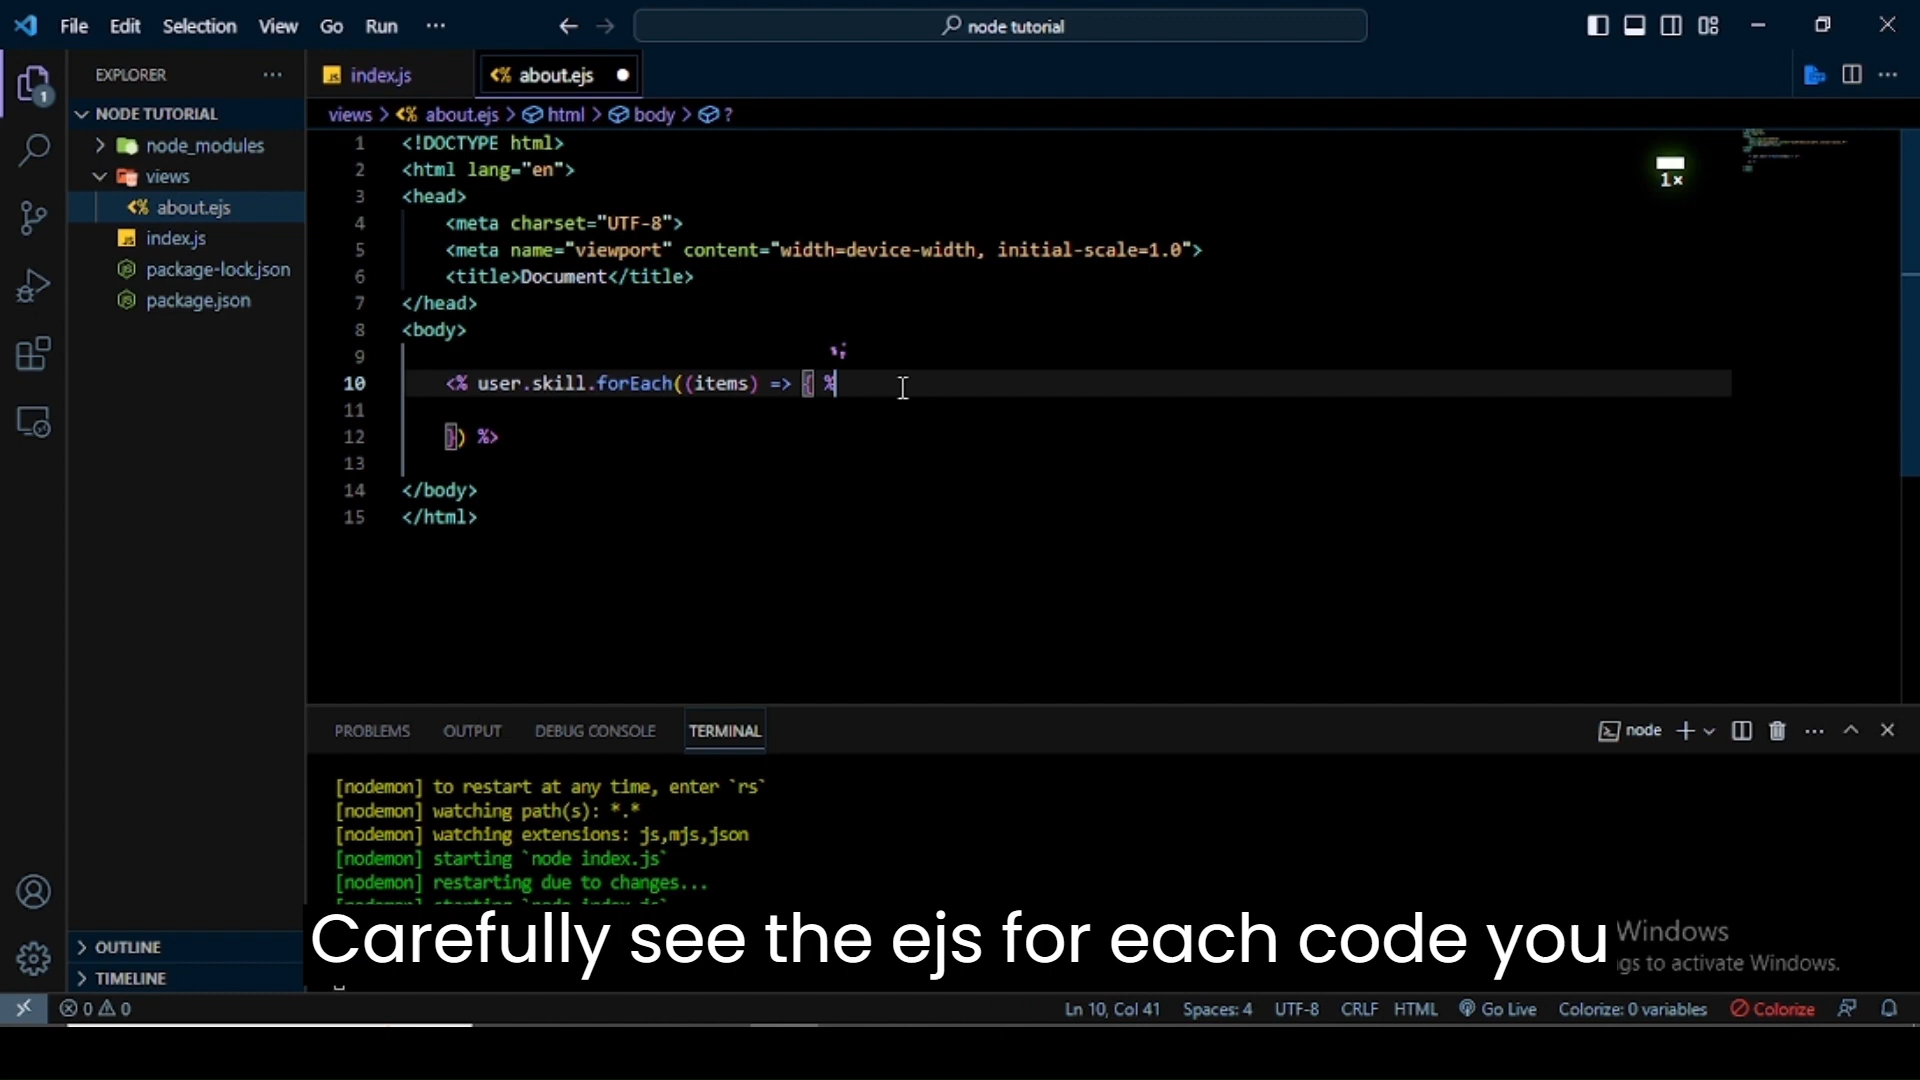 File Edit Selection View Go Run ··· node tutorial
EXPLORER ··· index.js about.ejs
1
NODE TUTORIAL views > about.ejs > html > body > ?
node_modules
views
about.ejs
index.js
package-lock.json
package.json
1 <!DOCTYPE html>
2 <html lang="en">
3 <head>
4 <meta charset="UTF-8">
5 <meta name="viewport" content="width=device-width, initial-scale=1.0">
6 <title>Document</title>
7 </head>
8 <body>
9
10 <% user.skill.forEach((items) => { %
11
12 }) %>
13
14 </body>
15 </html>
1×
PROBLEMS OUTPUT DEBUG CONSOLE TERMINAL node
[nodemon] to restart at any time, enter `rs`
[nodemon] watching path(s): *.*
[nodemon] watching extensions: js,mjs,json
[nodemon] starting `node index.js`
[nodemon] restarting due to changes...
[nodemon] starting `node index.js`
Carefully see the ejs for each code you
Windows
gs to activate Windows.
OUTLINE
TIMELINE
0 0 Ln 10, Col 41 Spaces: 4 UTF-8 CRLF HTML Go Live Colorize: 0 variables Colorize